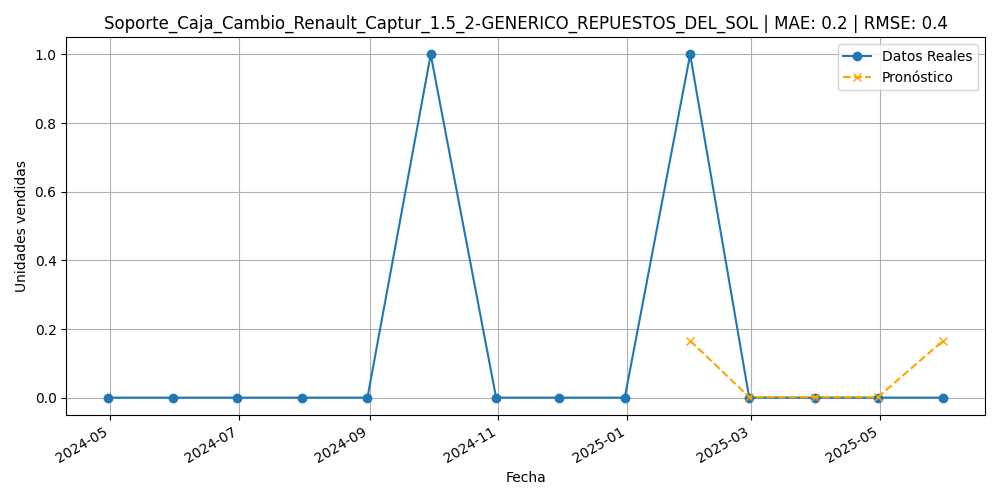 Soporte_Caja_Cambio_Renault_Captur_1.5_2-GENERICO_REPUESTOS_DEL_SOL | MAE: 0.2 | RMSE: 0.4
Datos Reales
Pronóstico
Unidades vendidas
1.0
0.8
0.6
0.4
0.2
0.0
2024-05
2024-07
2024-09
2024-11
2025-01
2025-03
2025-05
Fecha